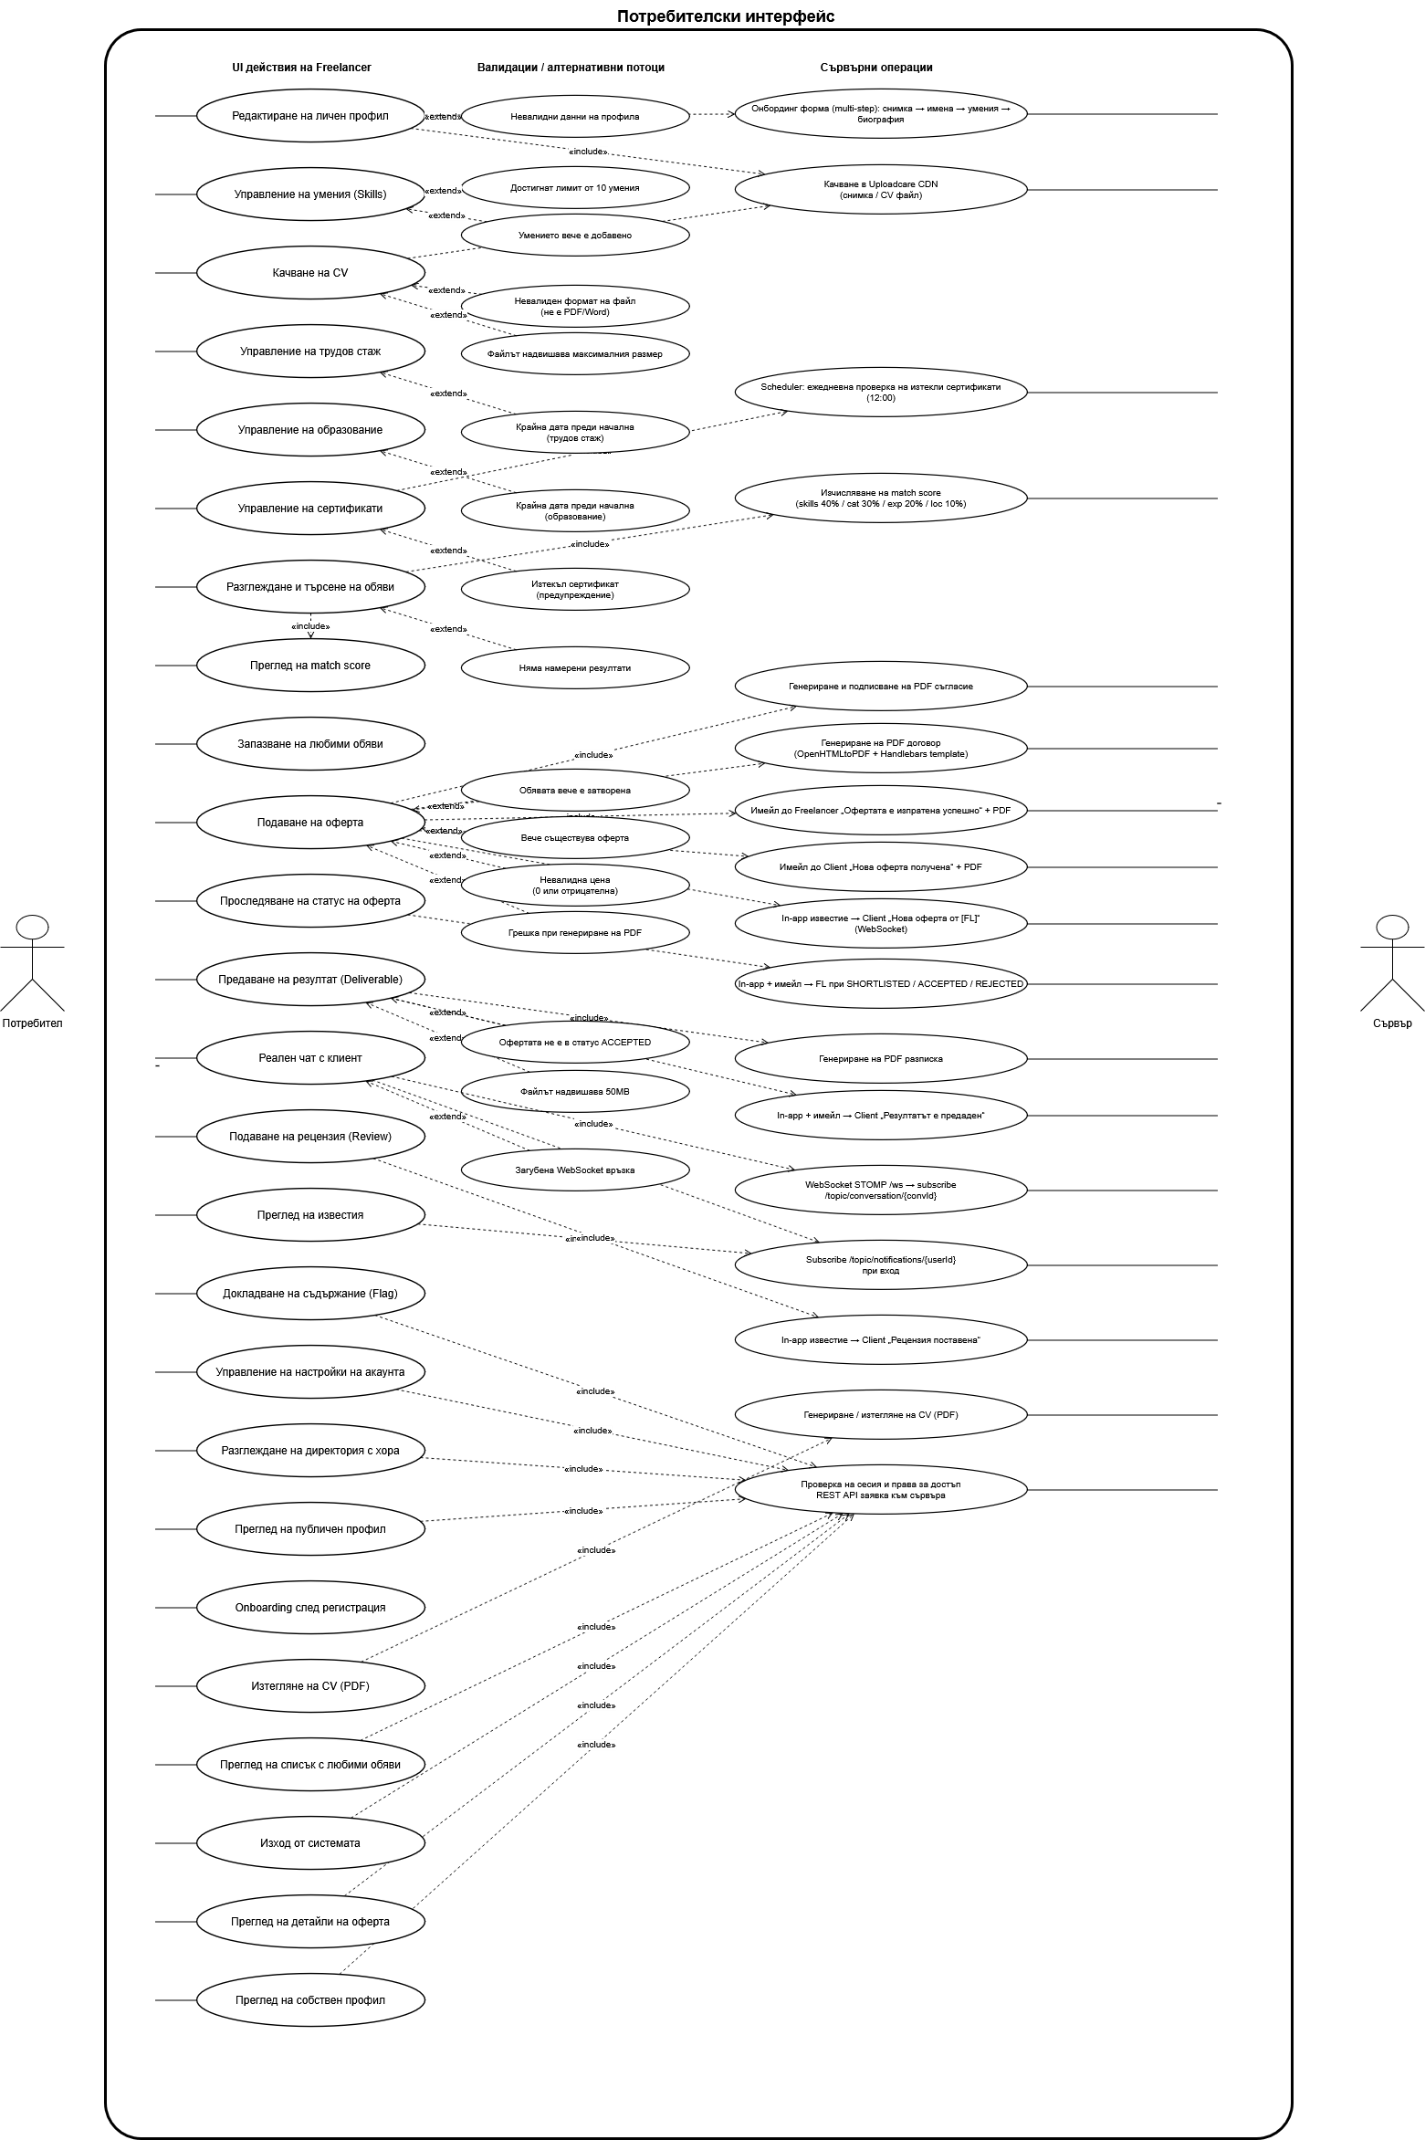 Потребителски интерфейс
UI действия на Freelancer
Валидации / алтернативни потоци
Сървърни операции
Редактиране на личен профил
«extend»
Невалидни данни на профила
Онбординг форма (multi-step): снимка → имена → умения →
биография
«include»
Управление на умения (Skills)
«extend»
Достигнат лимит от 10 умения
Качване в Uploadcare CDN
(снимка / CV файл)
«extend»
Умението вече е добавено
Качване на CV
«extend»
Невалиден формат на файл
(не е PDF/Word)
«extend»
Файлът надвишава максималния размер
Управление на трудов стаж
Scheduler: ежедневна проверка на изтекли сертификати
(12:00)
«extend»
Крайна дата преди начална
(трудов стаж)
Управление на образование
«extend»
Крайна дата преди начална
(образование)
Управление на сертификати
Изчисляване на match score
(skills 40% / cat 30% / exp 20% / loc 10%)
«include»
«extend»
Изтекъл сертификат
(предупреждение)
Разглеждане и търсене на обяви
«include»
«extend»
Няма намерени резултати
Преглед на match score
Генериране и подписване на PDF съгласие
Запазване на любими обяви
«include»
Генериране на PDF договор
(OpenHTMLtoPDF + Handlebars template)
Обявата вече е затворена
«extend»
Имейл до Freelancer „Офертата е изпратена успешно“ + PDF
Подаване на оферта
«extend»
Вече съществува оферта
«extend»
Имейл до Client „Нова оферта получена“ + PDF
«extend»
Невалидна цена
(0 или отрицателна)
Проследяване на статус на оферта
In-app известие → Client „Нова оферта от [FL]“
(WebSocket)
Грешка при генериране на PDF
Потребител
Сървър
Предаване на резултат (Deliverable)
In-app + имейл → FL при SHORTLISTED / ACCEPTED / REJECTED
«extend»
«include»
«extend»
Офертата не е в статус ACCEPTED
Реален чат с клиент
Генериране на PDF разписка
Файлът надвишава 50MB
In-app + имейл → Client „Резултатът е предаден“
«extend»
«include»
Подаване на рецензия (Review)
Загубена WebSocket връзка
WebSocket STOMP /ws → subscribe
/topic/conversation/{convId}
Преглед на известия
«include»
Subscribe /topic/notifications/{userId}
при вход
Докладване на съдържание (Flag)
In-app известие → Client „Рецензия поставена“
Управление на настройки на акаунта
«include»
Генериране / изтегляне на CV (PDF)
«include»
Разглеждане на директория с хора
«include»
Проверка на сесия и права за достъп
REST API заявка към сървъра
«include»
Преглед на публичен профил
«include»
Onboarding след регистрация
«include»
Изтегляне на CV (PDF)
«include»
«include»
«include»
Преглед на списък с любими обяви
Изход от системата
Преглед на детайли на оферта
Преглед на собствен профил